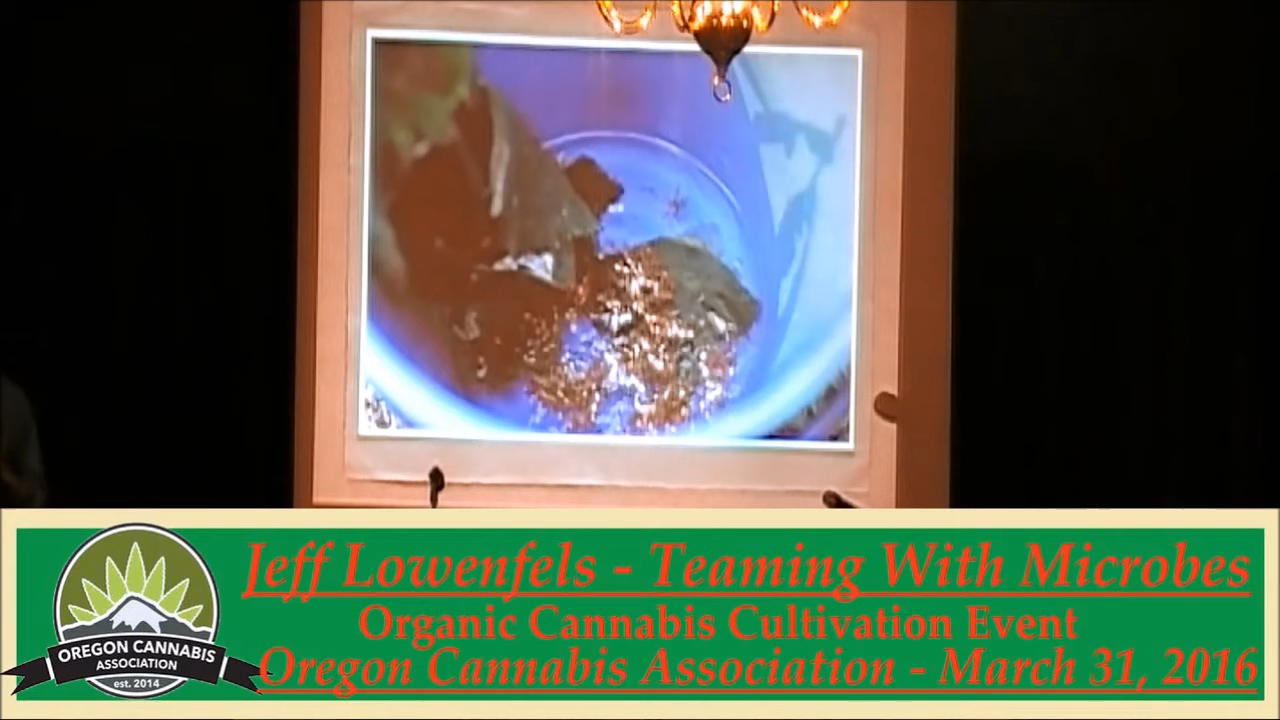 Jeff Lowenfels - Teaming With Microbes
Organic Cannabis Cultivation Event
Oregon Cannabis Association - March 31, 2016
OREGON CANNABIS
ASSOCIATION
est. 2014